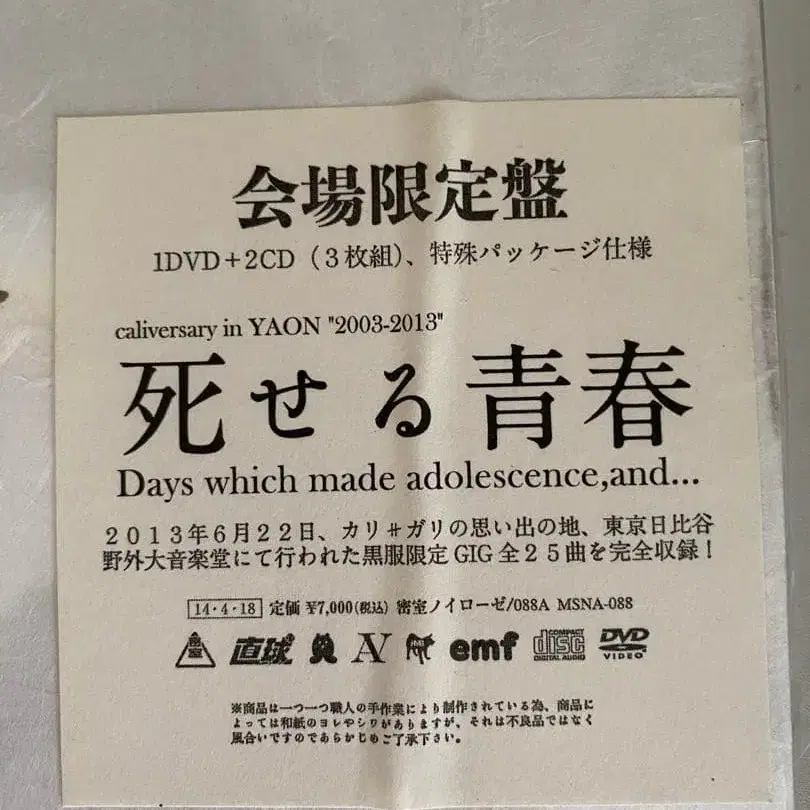 会場限定盤
1DVD+2CD（３枚組）、特殊パッケージ仕様
caliversary in YAON "2003-2013"
死せる青春
Days which made adolescence,and...
２０１３年６月２２日、カリ≠ガリの思い出の地、東京日比谷
野外大音楽堂にて行われた黒服限定 GIG 全２５曲を完全収録！
14・4・18 定価 ¥7,000(税込) 密室ノイローゼ/088A MSNA-088
密室 直球 N emf COMPACT disc DIGITAL AUDIO DVD VIDEO
※商品は一つ一つ職人の手作業により制作されている為、商品に
よっては和紙のヨレやシワがありますが、それは不良品ではなく
風合いですのであらかじめご了承下さい。